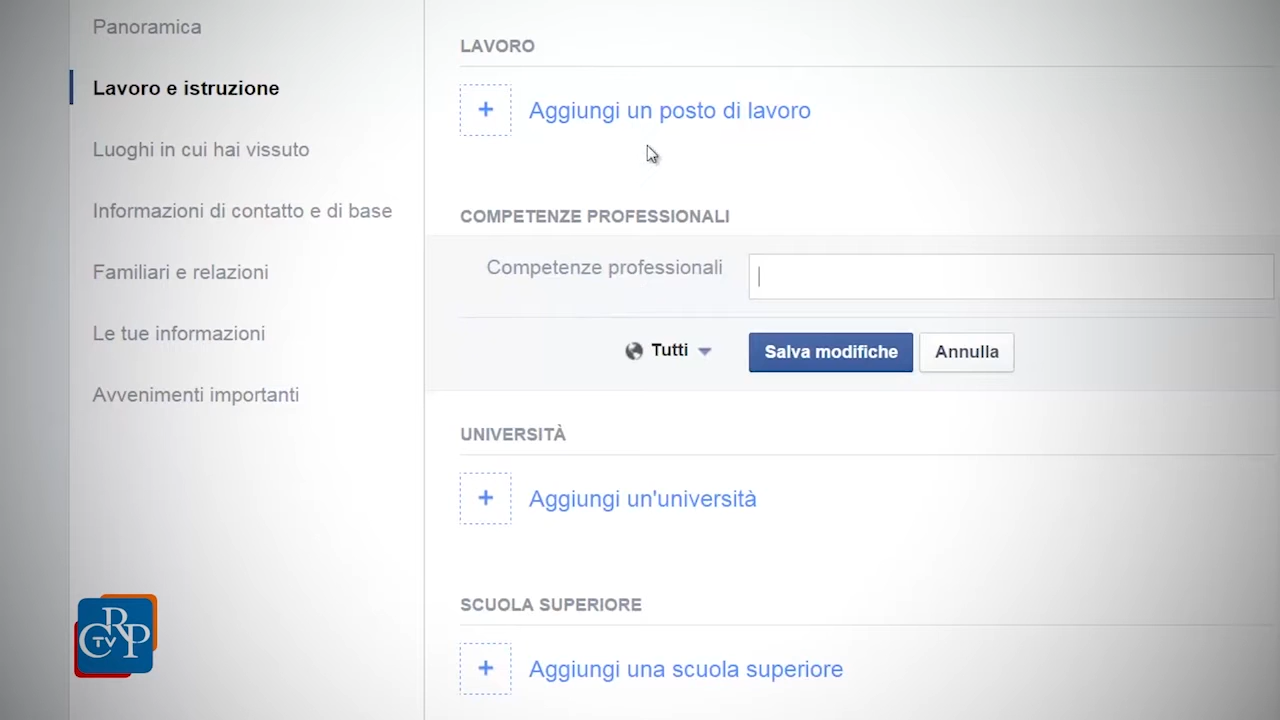 Panoramica
Lavoro e istruzione
Luoghi in cui hai vissuto
Informazioni di contatto e di base
Familiari e relazioni
Le tue informazioni
Avvenimenti importanti
LAVORO
+ Aggiungi un posto di lavoro
COMPETENZE PROFESSIONALI
Competenze professionali
Tutti
Salva modifiche
Annulla
UNIVERSITÀ
+ Aggiungi un'università
SCUOLA SUPERIORE
+ Aggiungi una scuola superiore
CRP
TV